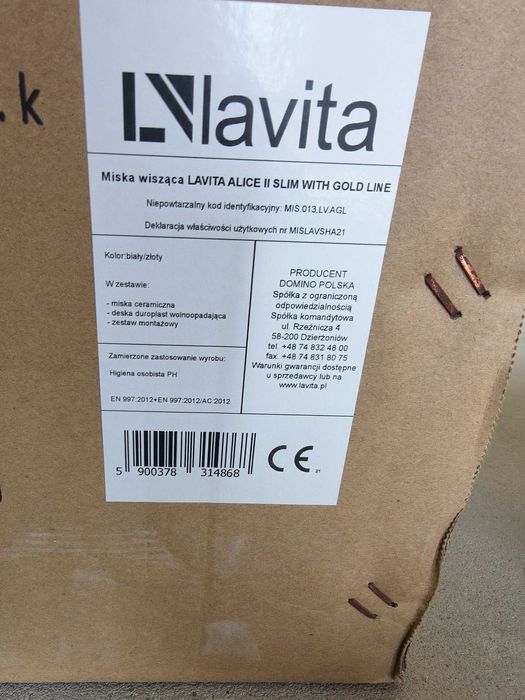 .k
Lavita
Miska wisząca LAVITA ALICE II SLIM WITH GOLD LINE
Niepowtarzalny kod identyfikacyjny: MIS.013.LV.AGL
Deklaracja właściwości użytkowych nr MISLAVSHA21
Kolor:biały/złoty
W zestawie:
- miska ceramiczna
- deska duroplast wolnoopadająca
- zestaw montażowy
Zamierzone zastosowanie wyrobu:
Higiena osobista PH
EN 997:2012+EN 997:2012/AC:2012
PRODUCENT
DOMINO POLSKA
Spółka z ograniczoną
odpowiedzialnością
Spółka komandytowa
ul. Rzeźnicza 4
58-200 Dzierżoniów
tel. +48 74 832 48 00
fax. +48 74 831 80 75
Warunki gwarancji dostępne
u sprzedawcy lub na
www.lavita.pl
5 900378 314868
CE
21